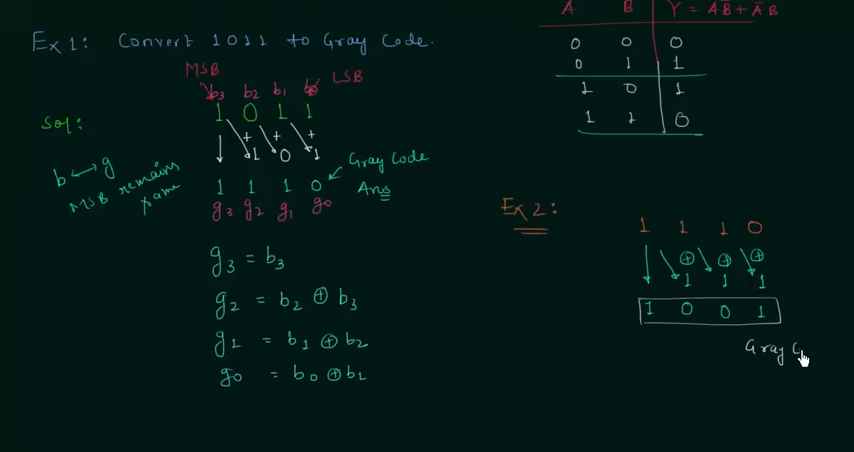 Ex 1: Convert 1011 to Gray Code.
MSB LSB
b3 b2 b1 b0
Sol: 1 0 1 1
+ + +
1 0 1
b ⟷ g
MSB remains same
Gray Code
1 1 1 0 Ans
g3 g2 g1 g0
g3 = b3
g2 = b2 ⊕ b3
g1 = b1 ⊕ b2
g0 = b0 ⊕ b1
A B Y = AB̅ + A̅B
0 0 0
0 1 1
1 0 1
1 1 0
Ex 2:
1 1 1 0
⊕ ⊕ ⊕
1 1 1
1 0 0 1
Gray C